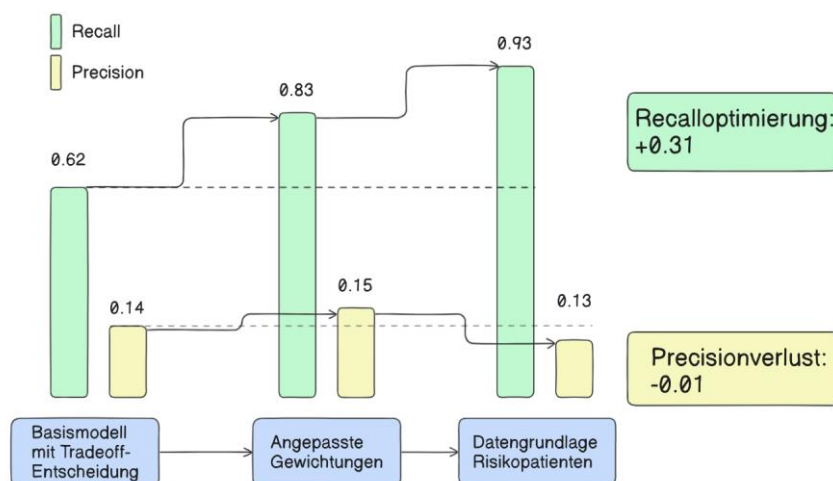 Recall
Precision
0.62
0.83
0.93
Recalloptimierung:
+0.31
0.14
0.15
0.13
Precisionverlust:
-0.01
Basismodell
mit Tradeoff-
Entscheidung
Angepasste
Gewichtungen
Datengrundlage
Risikopatienten